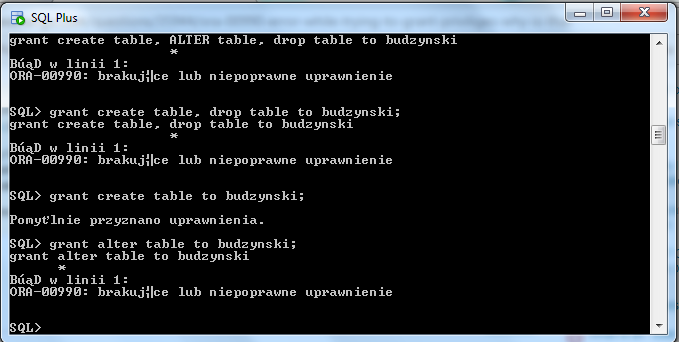 SQL Plus
grant create table, ALTER table, drop table to budzynski
*
BúąD w linii 1:
ORA-00990: brakuj¦ce lub niepoprawne uprawnienie
SQL> grant create table, drop table to budzynski;
grant create table, drop table to budzynski
*
BúąD w linii 1:
ORA-00990: brakuj¦ce lub niepoprawne uprawnienie
SQL> grant create table to budzynski;
Pomyťlnie przyznano uprawnienia.
SQL> grant alter table to budzynski;
grant alter table to budzynski
*
BúąD w linii 1:
ORA-00990: brakuj¦ce lub niepoprawne uprawnienie
SQL>